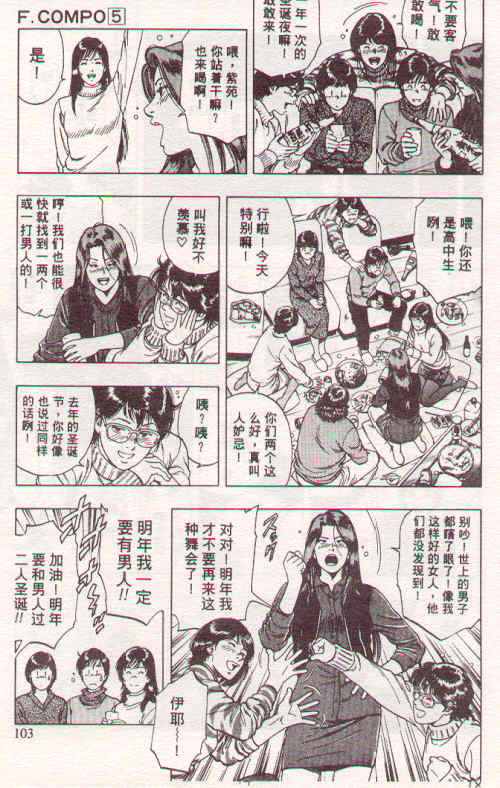 F. COMPO 5
不要客
气！敢
敢喝！
一年一次的
圣诞夜嘛！
敢敢来！
喂，紫苑！
你站着干嘛？
也来喝啊！
是！
喂！你还
是高中生
咧！
行啦！今天
特别嘛！
你们两个这
么好，真叫
人妒忌！
叫我好不
羡慕♡
哼！我们也能很
快就找到一两个
或一打男人的！
咦？
咦？
去年的圣诞
节，你好像
也说过同样
的话咧！
别吵！世上的男子
都瞎了眼了！像我
这样好的女人，他
们都没发现到！
对对！明年我
才不要再来这
种舞会了！
伊耶～！
明年我一定
要有男人!!
加油！明年
要和男人过
二人圣诞!!
103